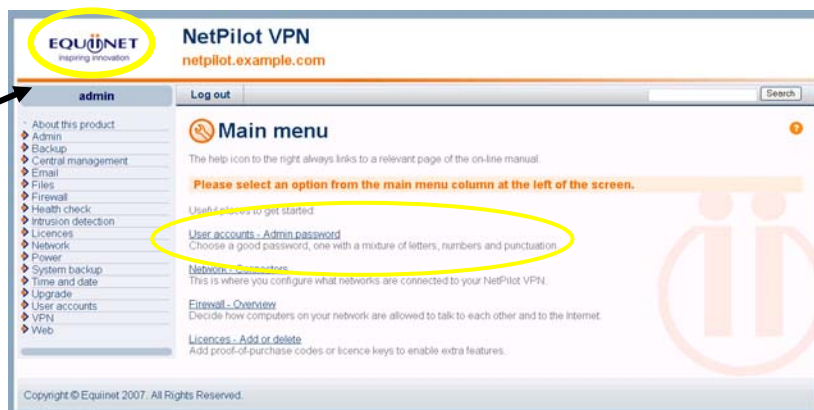 EQUiiNET
inspiring innovation
NetPilot VPN
netpilot.example.com
admin
Log out
Search
About this product
Admin
Backup
Central management
Email
Files
Firewall
Health check
Intrusion detection
Licences
Network
Power
System backup
Time and date
Upgrade
User accounts
VPN
Web
Main menu
?
The help icon to the right always links to a relevant page of the on-line manual.
Please select an option from the main menu column at the left of the screen.
Useful places to get started:
User accounts - Admin password
Choose a good password, one with a mixture of letters, numbers and punctuation
Network - Connectors
This is where you configure what networks are connected to your NetPilot VPN.
Firewall - Overview
Decide how computers on your network are allowed to talk to each other and to the Internet.
Licences - Add or delete
Add proof-of-purchase codes or licence keys to enable extra features.
Copyright © Equiinet 2007. All Rights Reserved.